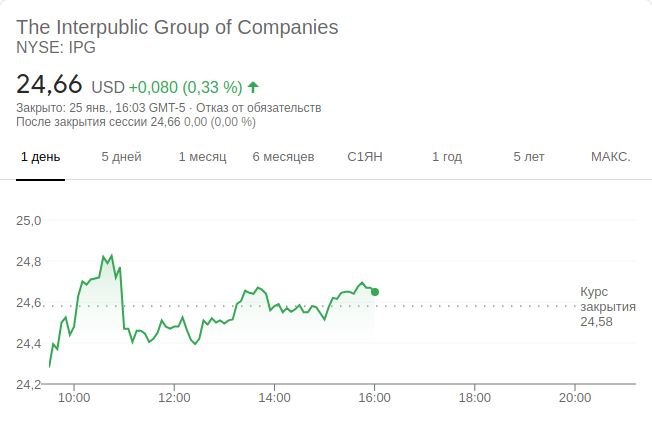 The Interpublic Group of Companies
NYSE: IPG
24,66 USD +0,080 (0,33 %)
Закрыто: 25 янв., 16:03 GMT-5 · Отказ от обязательств
После закрытия сессии 24,66 0,00 (0,00 %)
1 день 5 дней 1 месяц 6 месяцев С1ЯН 1 год 5 лет МАКС.
25,0
24,8
24,6
24,4
24,2
Курс
закрытия
24,58
10:00 12:00 14:00 16:00 18:00 20:00